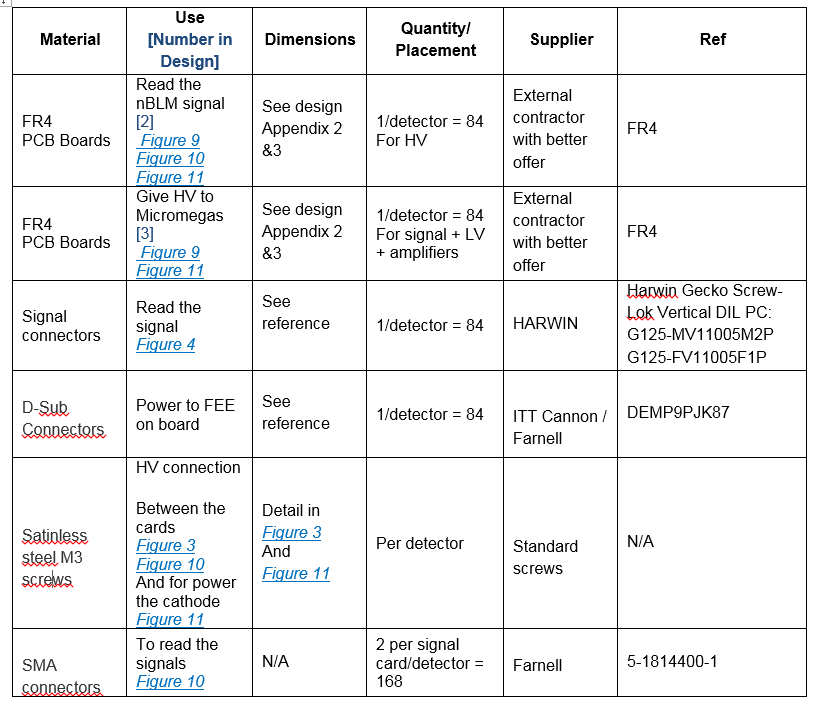 Material
Use
[Number in
Design]
Dimensions
Quantity/
Placement
Supplier
Ref
FR4
PCB Boards
Read the
nBLM signal
[2]
Figure 9
Figure 10
Figure 11
See design
Appendix 2
&3
1/detector = 84
For HV
External
contractor
with better
offer
FR4
FR4
PCB Boards
Give HV to
Micromegas
[3]
Figure 9
Figure 11
See design
Appendix 2
&3
1/detector = 84
For signal + LV
+ amplifiers
External
contractor
with better
offer
FR4
Signal
connectors
Read the
signal
Figure 4
See
reference
1/detector = 84
HARWIN
Harwin Gecko Screw-
Lok Vertical DIL PC:
G125-MV11005M2P
G125-FV11005F1P
D-Sub
Connectors
Power to FEE
on board
See
reference
1/detector = 84
ITT Cannon /
Farnell
DEMP9PJK87
Satinless
steel M3
screws
HV connection
Between the
cards
Figure 3
Figure 10
And for power
the cathode
Figure 11
Detail in
Figure 3
And
Figure 11
Per detector
Standard
screws
N/A
SMA
connectors
To read the
signals
Figure 10
N/A
2 per signal
card/detector =
168
Farnell
5-1814400-1